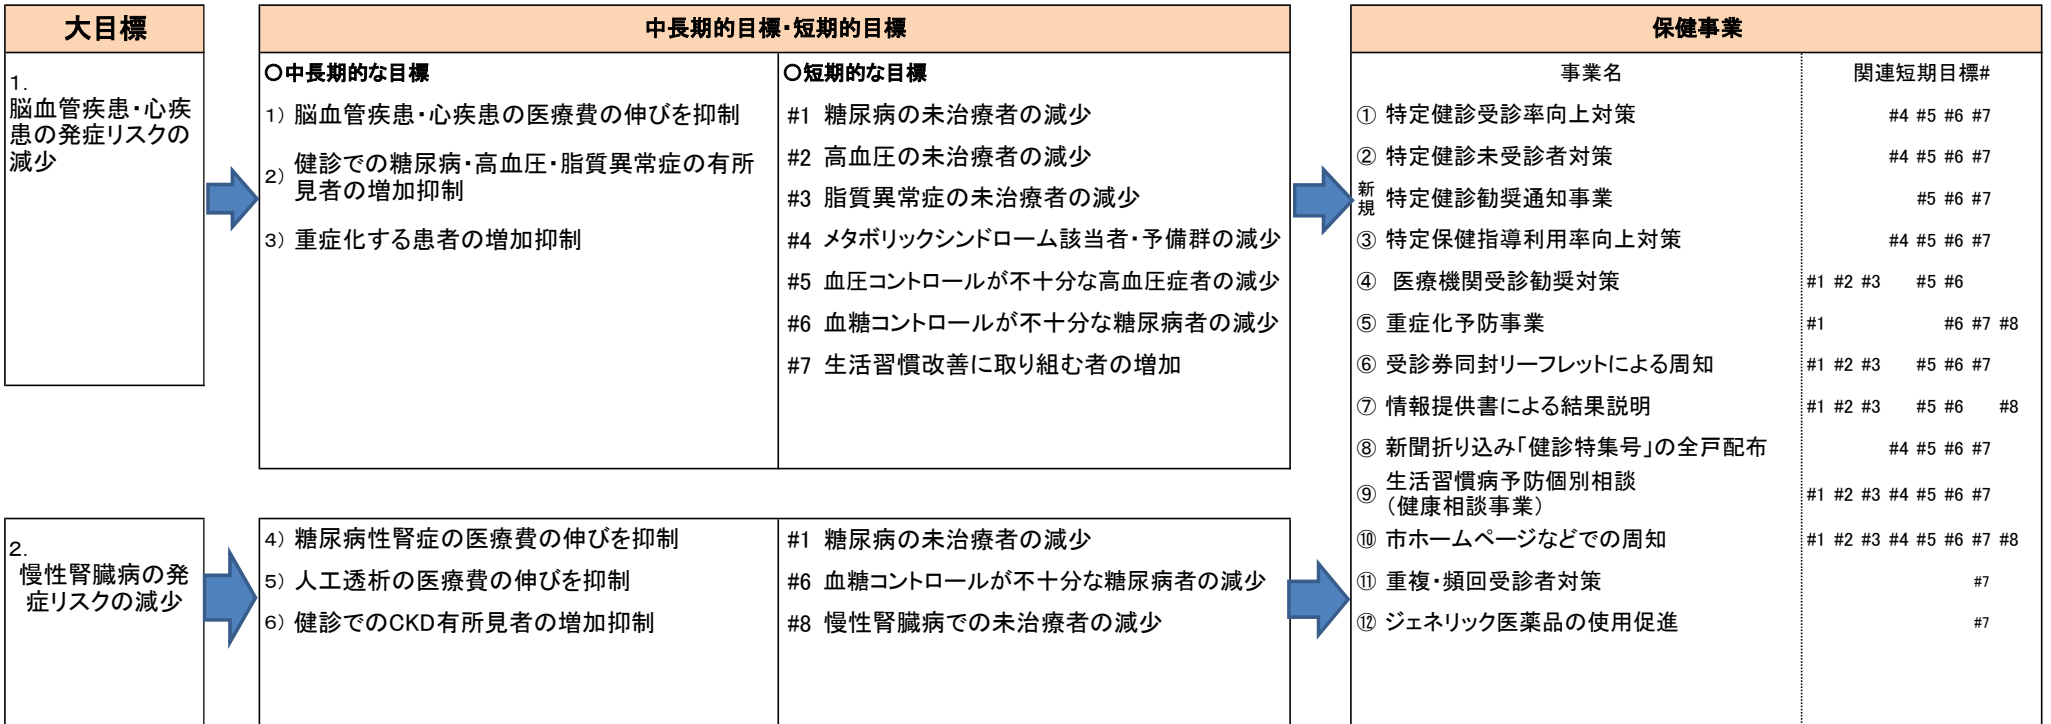 大目標
1.
脳血管疾患・心疾
患の発症リスクの
減少
中長期的目標・短期的目標
〇中長期的な目標
1）脳血管疾患・心疾患の医療費の伸びを抑制
2）健診での糖尿病・高血圧・脂質異常症の有所
見者の増加抑制
3）重症化する患者の増加抑制
〇短期的な目標
#1 糖尿病の未治療者の減少
#2 高血圧の未治療者の減少
#3 脂質異常症の未治療者の減少
#4 メタボリックシンドローム該当者・予備群の減少
#5 血圧コントロールが不十分な高血圧症者の減少
#6 血糖コントロールが不十分な糖尿病者の減少
#7 生活習慣改善に取り組む者の増加
2.
慢性腎臓病の発
症リスクの減少
4）糖尿病性腎症の医療費の伸びを抑制
5）人工透析の医療費の伸びを抑制
6）健診でのCKD有所見者の増加抑制
#1 糖尿病の未治療者の減少
#6 血糖コントロールが不十分な糖尿病者の減少
#8 慢性腎臓病での未治療者の減少
保健事業
事業名 関連短期目標#
① 特定健診受診率向上対策 #4 #5 #6 #7
② 特定健診未受診者対策 #4 #5 #6 #7
新規 特定健診勧奨通知事業 #5 #6 #7
③ 特定保健指導利用率向上対策 #4 #5 #6 #7
④ 医療機関受診勧奨対策 #1 #2 #3 #5 #6
⑤ 重症化予防事業 #1 #6 #7 #8
⑥ 受診券同封リーフレットによる周知 #1 #2 #3 #5 #6 #7
⑦ 情報提供書による結果説明 #1 #2 #3 #5 #6 #8
⑧ 新聞折り込み「健診特集号」の全戸配布 #4 #5 #6 #7
⑨ 生活習慣病予防個別相談
（健康相談事業） #1 #2 #3 #4 #5 #6 #7
⑩ 市ホームページなどでの周知 #1 #2 #3 #4 #5 #6 #7 #8
⑪ 重複・頻回受診者対策 #7
⑫ ジェネリック医薬品の使用促進 #7